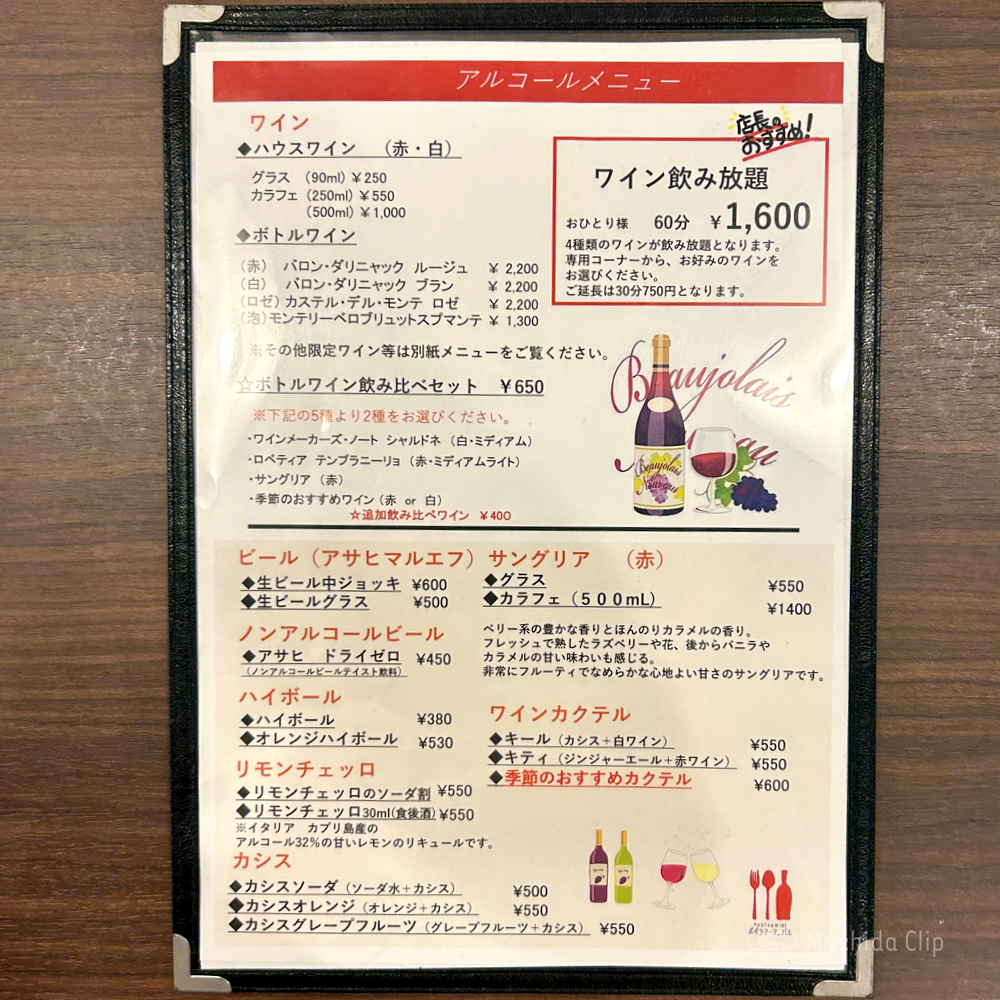 アルコールメニュー
ワイン
◆ハウスワイン （赤・白）
グラス （90ml）￥250
カラフェ（250ml）￥550
（500ml）￥1,000
◆ボトルワイン
（赤） バロン・ダリニャック ルージュ ￥ 2,200
（白） バロン・ダリニャック ブラン ￥ 2,200
（ロゼ）カステル・デル・モンテ ロゼ ￥ 2,200
（泡）モンテリーベロブリュットスプマンテ ￥ 1,300
※その他限定ワイン等は別紙メニューをご覧ください。
店長の
おすすめ！
ワイン飲み放題
おひとり様 60分 ￥1,600
4種類のワインが飲み放題となります。
専用コーナーから、お好みのワインを
お選びください。
ご延長は30分750円となります。
☆ボトルワイン飲み比べセット ￥650
※下記の5種より2種をお選びください。
・ワインメーカーズ・ノート シャルドネ （白・ミディアム）
・ロベティア テンプラニーリョ （赤・ミディアムライト）
・サングリア （赤）
・季節のおすすめワイン（赤 or 白）
☆追加飲み比べワイン ￥400
Beaujolais
Beaujolais
Nouveau
ビール（アサヒマルエフ）
◆生ビール中ジョッキ ¥600
◆生ビールグラス ¥500
ノンアルコールビール
◆アサヒ ドライゼロ ¥450
（ノンアルコールビールテイスト飲料）
ハイボール
◆ハイボール ¥380
◆オレンジハイボール ¥530
リモンチェッロ
◆リモンチェッロのソーダ割 ¥550
◆リモンチェッロ30ml(食後酒) ¥550
※イタリア カプリ島産の
アルコール32%の甘いレモンのリキュールです。
カシス
◆カシスソーダ（ソーダ水＋カシス） ¥500
◆カシスオレンジ（オレンジ＋カシス） ¥550
◆カシスグレープフルーツ（グレープフルーツ＋カシス） ¥550
サングリア （赤）
◆グラス ¥550
◆カラフェ（５００mL） ¥1400
ベリー系の豊かな香りとほんのりカラメルの香り。
フレッシュで熟したラズベリーや花、後からバニラや
カラメルの甘い味わいも感じる。
非常にフルーティでなめらかな心地よい甘さのサングリアです。
ワインカクテル
◆キール（カシス＋白ワイン） ¥550
◆キティ（ジンジャーエール＋赤ワイン） ¥550
◆季節のおすすめカクテル ¥600
PASTA&WINE
Machida Clip